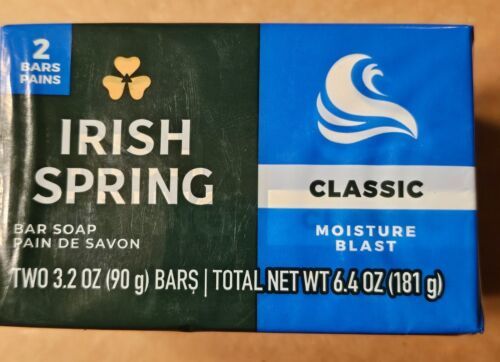 2
BARS
PAINS
IRISH
SPRING
BAR SOAP
PAIN DE SAVON
CLASSIC
MOISTURE
BLAST
TWO 3.2 OZ (90 g) BARS | TOTAL NET WT 6.4 OZ (181 g)